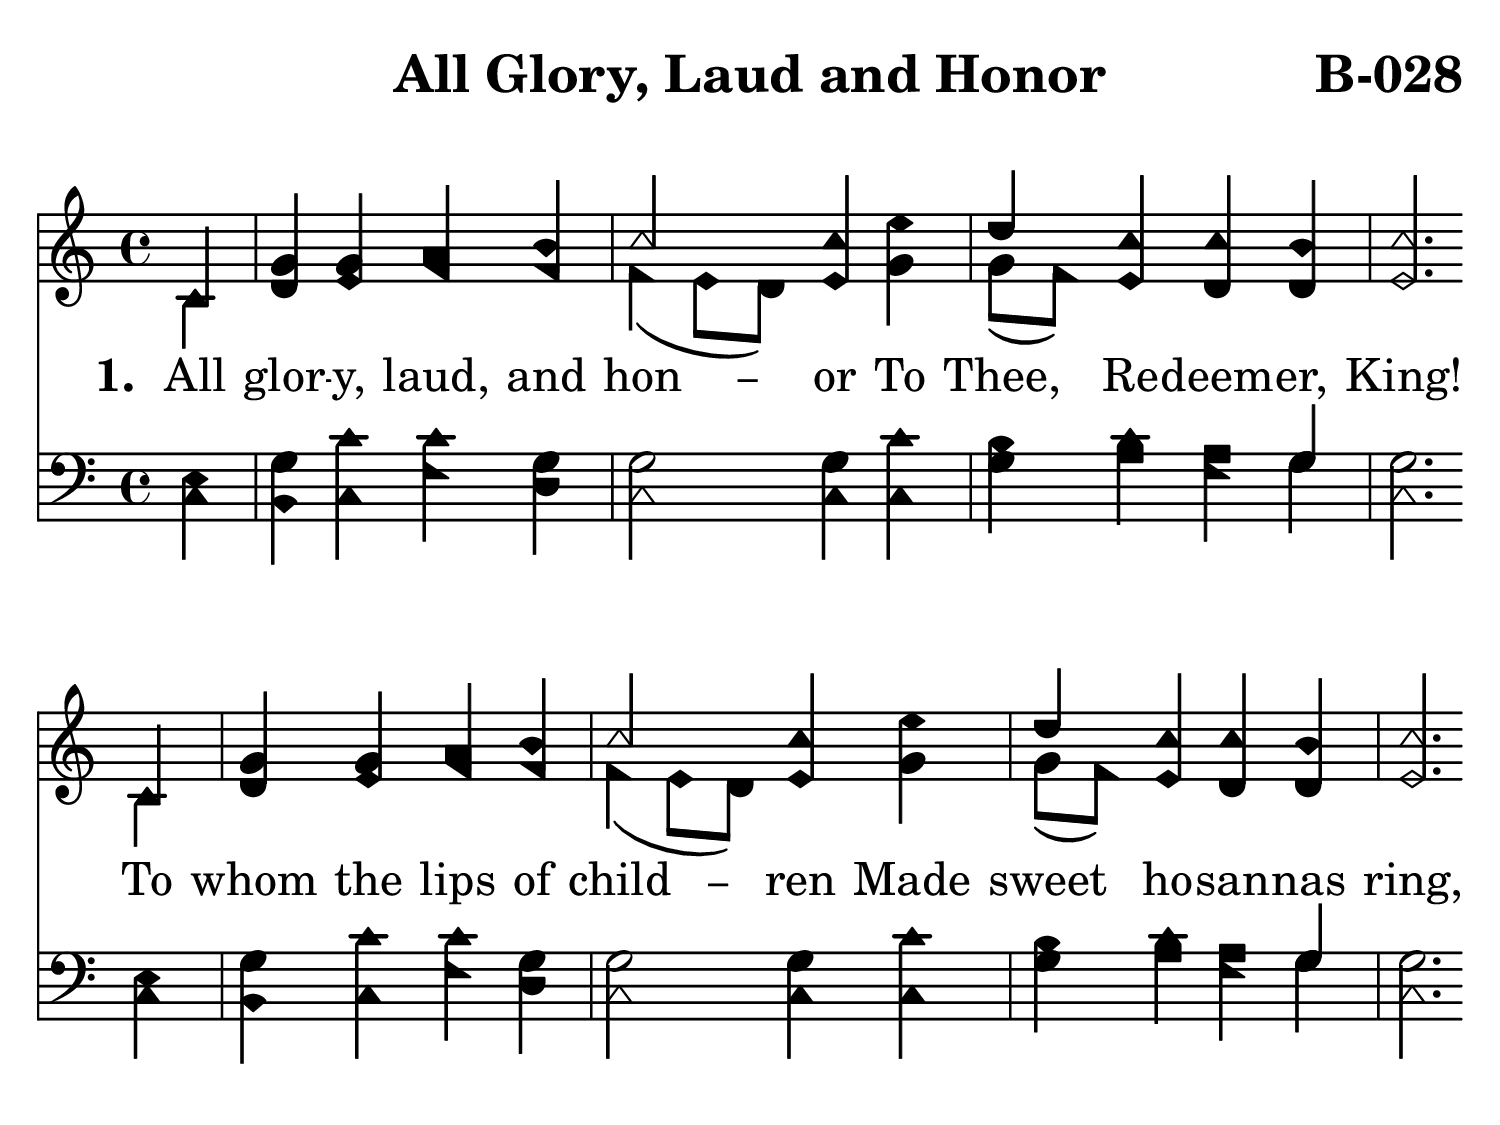 All Glory, Laud and Honor B-028
1. All glor-y, laud, and hon – or To Thee, Redeemer, King!
To whom the lips of child – ren Made sweet hosannas ring,